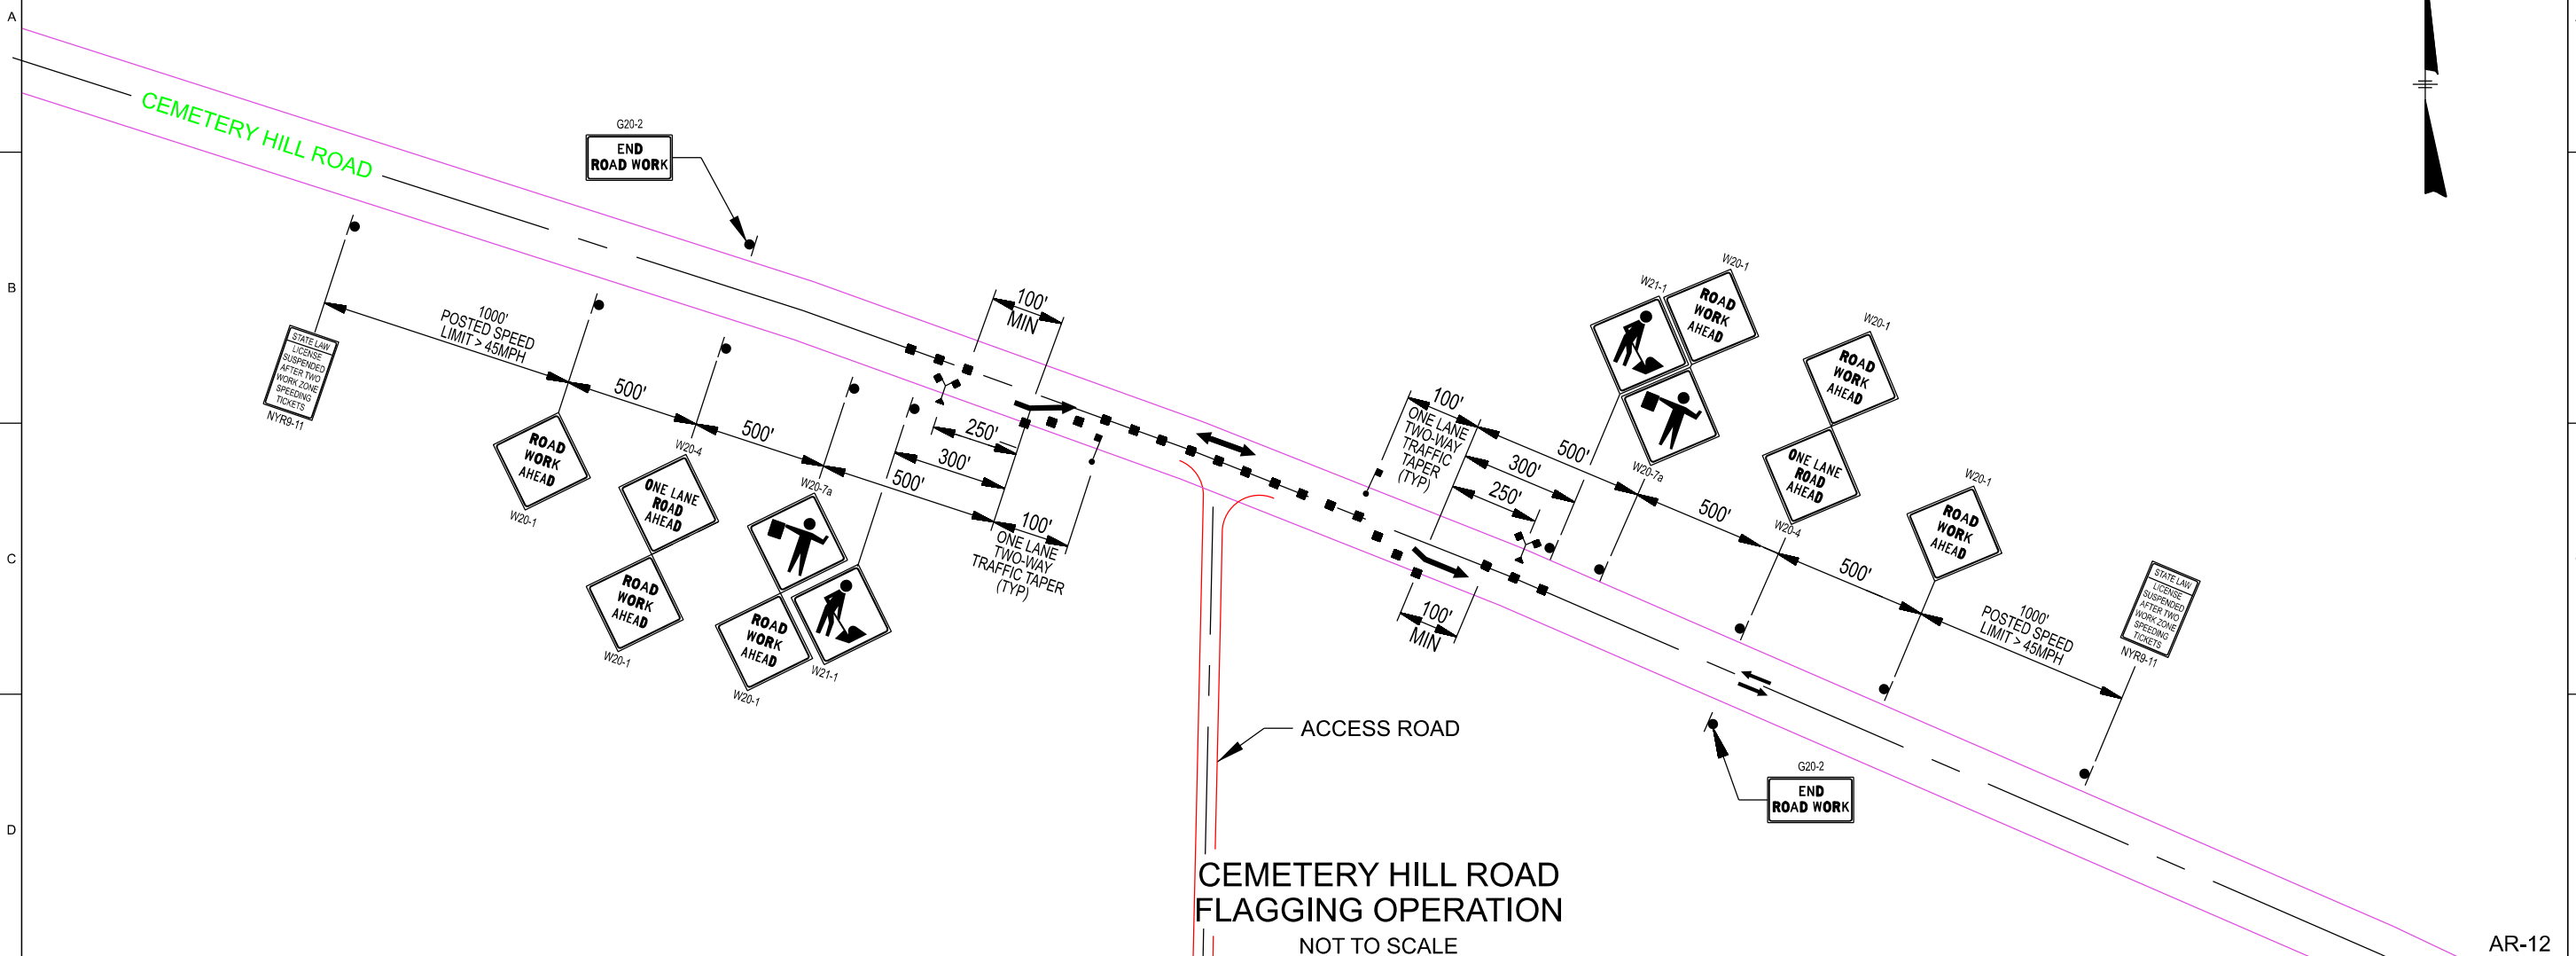 A
B
C
D
CEMETERY HILL ROAD
G20-2
END
ROAD WORK
1000'
POSTED SPEED
LIMIT > 45MPH
STATE LAW
LICENSE
SUSPENDED
AFTER TWO
WORK ZONE
SPEEDING
TICKETS
NYR9-11
500'
500'
500'
ROAD
WORK
AHEAD
W20-1
W20-4
ONE LANE
ROAD
AHEAD
ROAD
WORK
AHEAD
W20-1
W20-7a
ROAD
WORK
AHEAD
W20-1
W21-1
100'
MIN
250'
300'
100'
ONE LANE
TWO-WAY
TRAFFIC TAPER
(TYP)
100'
ONE LANE
TWO-WAY
TRAFFIC
TAPER
(TYP)
500'
300'
250'
100'
MIN
W21-1
W20-1
ROAD
WORK
AHEAD
W20-7a
W20-1
ROAD
WORK
AHEAD
ONE LANE
ROAD
AHEAD
W20-4
500'
W20-1
ROAD
WORK
AHEAD
500'
1000'
POSTED SPEED
LIMIT > 45MPH
STATE LAW
LICENSE
SUSPENDED
AFTER TWO
WORK ZONE
SPEEDING
TICKETS
NYR9-11
ACCESS ROAD
G20-2
END
ROAD WORK
CEMETERY HILL ROAD
FLAGGING OPERATION
NOT TO SCALE
AR-12